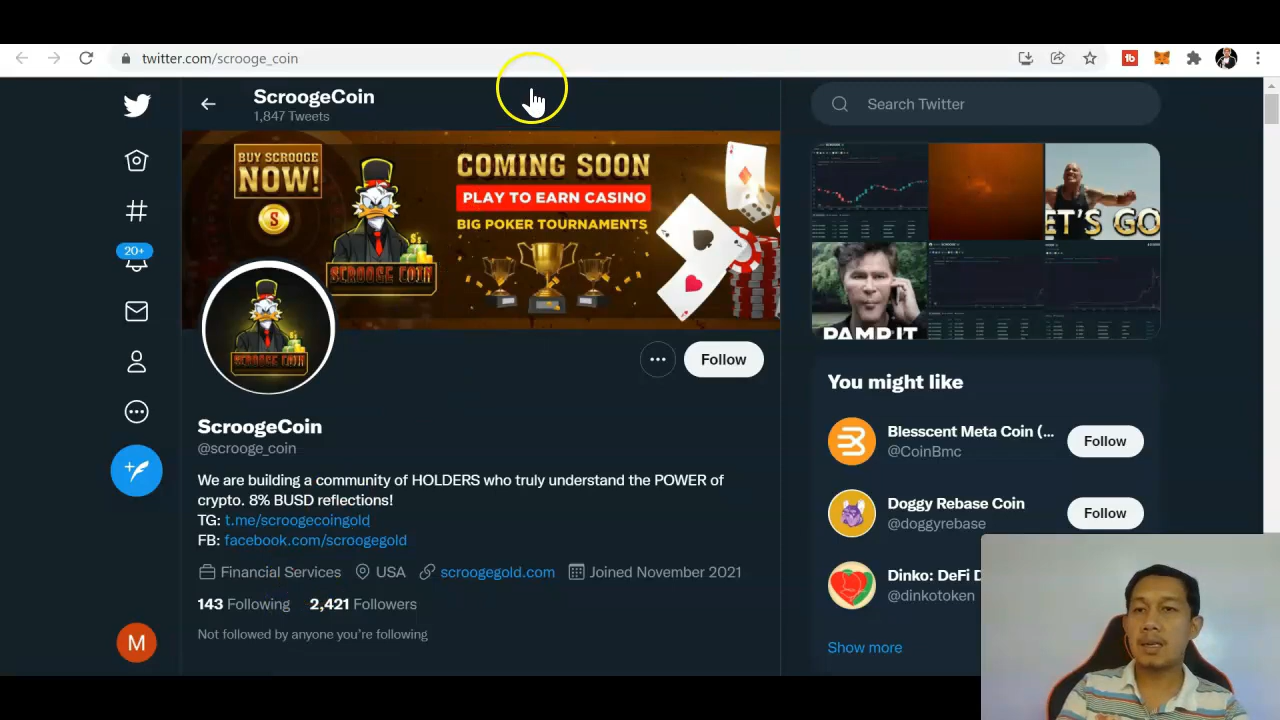 twitter.com/scrooge_coin
ScroogeCoin
1,847 Tweets
Search Twitter
BUY SCROOGE
NOW!
S
$1
SCROOGE COIN
COMING SOON
PLAY TO EARN CASINO
BIG POKER TOURNAMENTS
20+
LET'S GO
PAMP IT
SCROOGE COIN
Follow
You might like
ScroogeCoin
@scrooge_coin
Blesscent Meta Coin (...
@CoinBmc
Follow
We are building a community of HOLDERS who truly understand the POWER of
crypto. 8% BUSD reflections!
TG: t.me/scroogecoingold
FB: facebook.com/scroogegold
Doggy Rebase Coin
@doggyrebase
Follow
Financial Services USA scroogegold.com Joined November 2021
Dinko: DeFi
@dinkotoken
143 Following 2,421 Followers
Not followed by anyone you're following
Show more
M